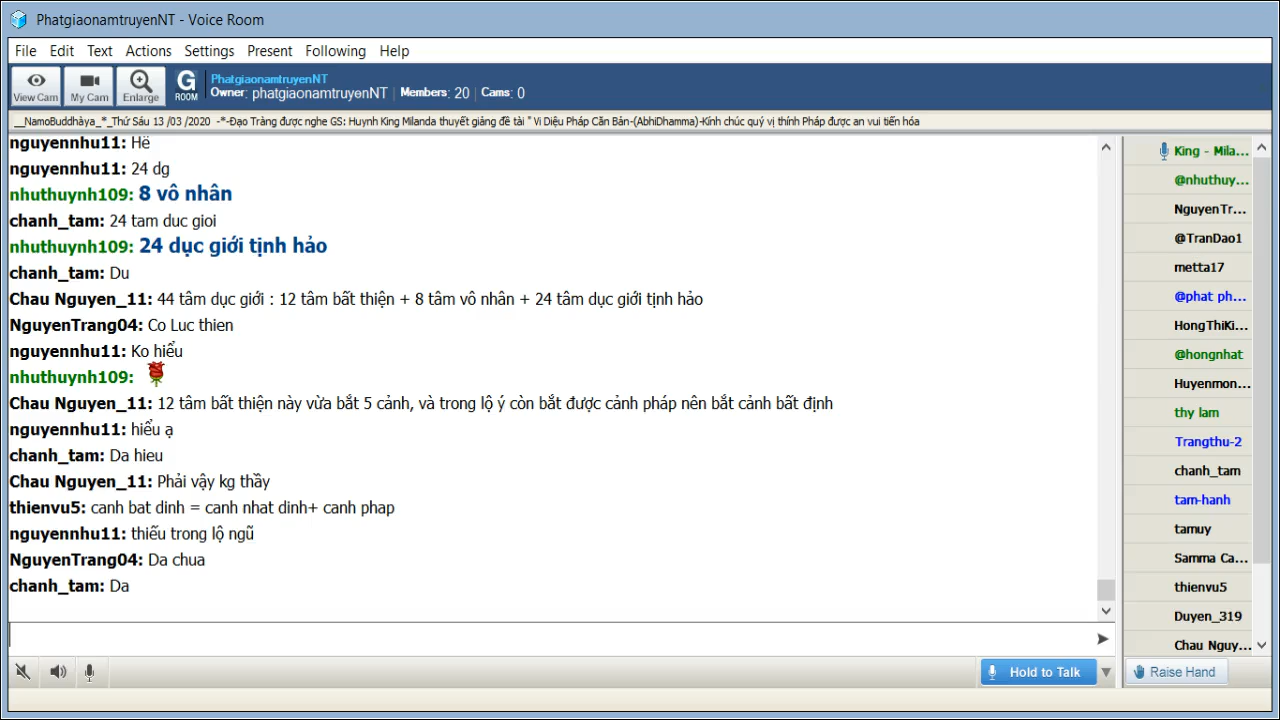 PhatgiaonamtruyenNT - Voice Room
File Edit Text Actions Settings Present Following Help
View Cam My Cam Enlarge G ROOM
PhatgiaonamtruyenNT
Owner: phatgiaonamtruyenNT Members: 20 Cams: 0
__NamoBuddhàya_*_Thứ Sáu 13 /03 /2020 -*-Đạo Tràng được nghe GS: Huynh King Milanda thuyết giảng đề tài " Vi Diệu Pháp Căn Bản-(AbhiDhamma)-Kính chúc quý vị thính Pháp được an vui tiến hóa
nguyennhu11: Hê
nguyennhu11: 24 dg
nhuthuynh109: 8 vô nhân
chanh_tam: 24 tam duc gioi
nhuthuynh109: 24 dục giới tịnh hảo
chanh_tam: Du
Chau Nguyen_11: 44 tâm dục giới : 12 tâm bất thiện + 8 tâm vô nhân + 24 tâm dục giới tịnh hảo
NguyenTrang04: Co Luc thien
nguyennhu11: Ko hiểu
nhuthuynh109:
Chau Nguyen_11: 12 tâm bất thiện này vừa bắt 5 cảnh, và trong lộ ý còn bắt được cảnh pháp nên bắt cảnh bất định
nguyennhu11: hiểu ạ
chanh_tam: Da hieu
Chau Nguyen_11: Phải vậy kg thầy
thienvu5: canh bat dinh = canh nhat dinh+ canh phap
nguyennhu11: thiếu trong lộ ngũ
NguyenTrang04: Da chua
chanh_tam: Da
King - Mila...
@nhuthuy...
NguyenTr...
@TranDao1
metta17
@phat ph...
HongThiKi...
@hongnhat
Huyenmon...
thy lam
Trangthu-2
chanh_tam
tam-hanh
tamuy
Samma Ca...
thienvu5
Duyen_319
Chau Nguy...
Hold to Talk
Raise Hand